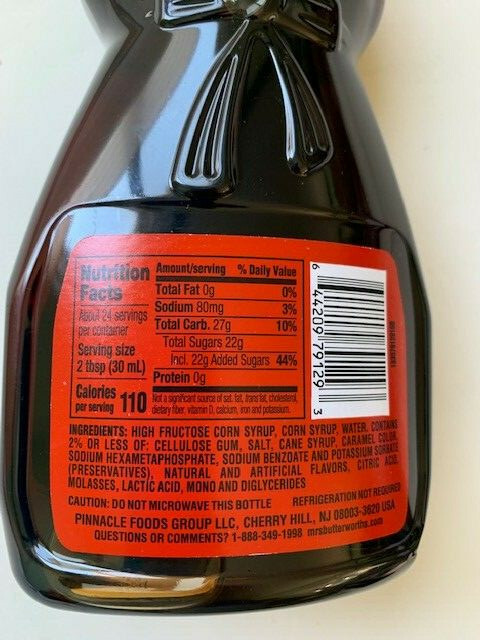 Nutrition Facts
About 24 servings
per container
Serving size
2 tbsp (30 mL)
Calories
per serving 110
Amount/serving % Daily Value
Total Fat 0g 0%
Sodium 80mg 3%
Total Carb. 27g 10%
Total Sugars 22g
Incl. 22g Added Sugars 44%
Protein 0g
Not a significant source of sat. fat, trans fat, cholesterol,
dietary fiber, vitamin D, calcium, iron and potassium.
6 44209 79129 3
INGREDIENTS: HIGH FRUCTOSE CORN SYRUP, CORN SYRUP, WATER, CONTAINS
2% OR LESS OF: CELLULOSE GUM, SALT, CANE SYRUP, CARAMEL COLOR,
SODIUM HEXAMETAPHOSPHATE, SODIUM BENZOATE AND POTASSIUM SORBATE
(PRESERVATIVES), NATURAL AND ARTIFICIAL FLAVORS, CITRIC ACID,
MOLASSES, LACTIC ACID, MONO AND DIGLYCERIDES
CAUTION: DO NOT MICROWAVE THIS BOTTLE REFRIGERATION NOT REQUIRED
PINNACLE FOODS GROUP LLC, CHERRY HILL, NJ 08003-3620 USA
QUESTIONS OR COMMENTS? 1-888-349-1998 mrsbutterworths.com